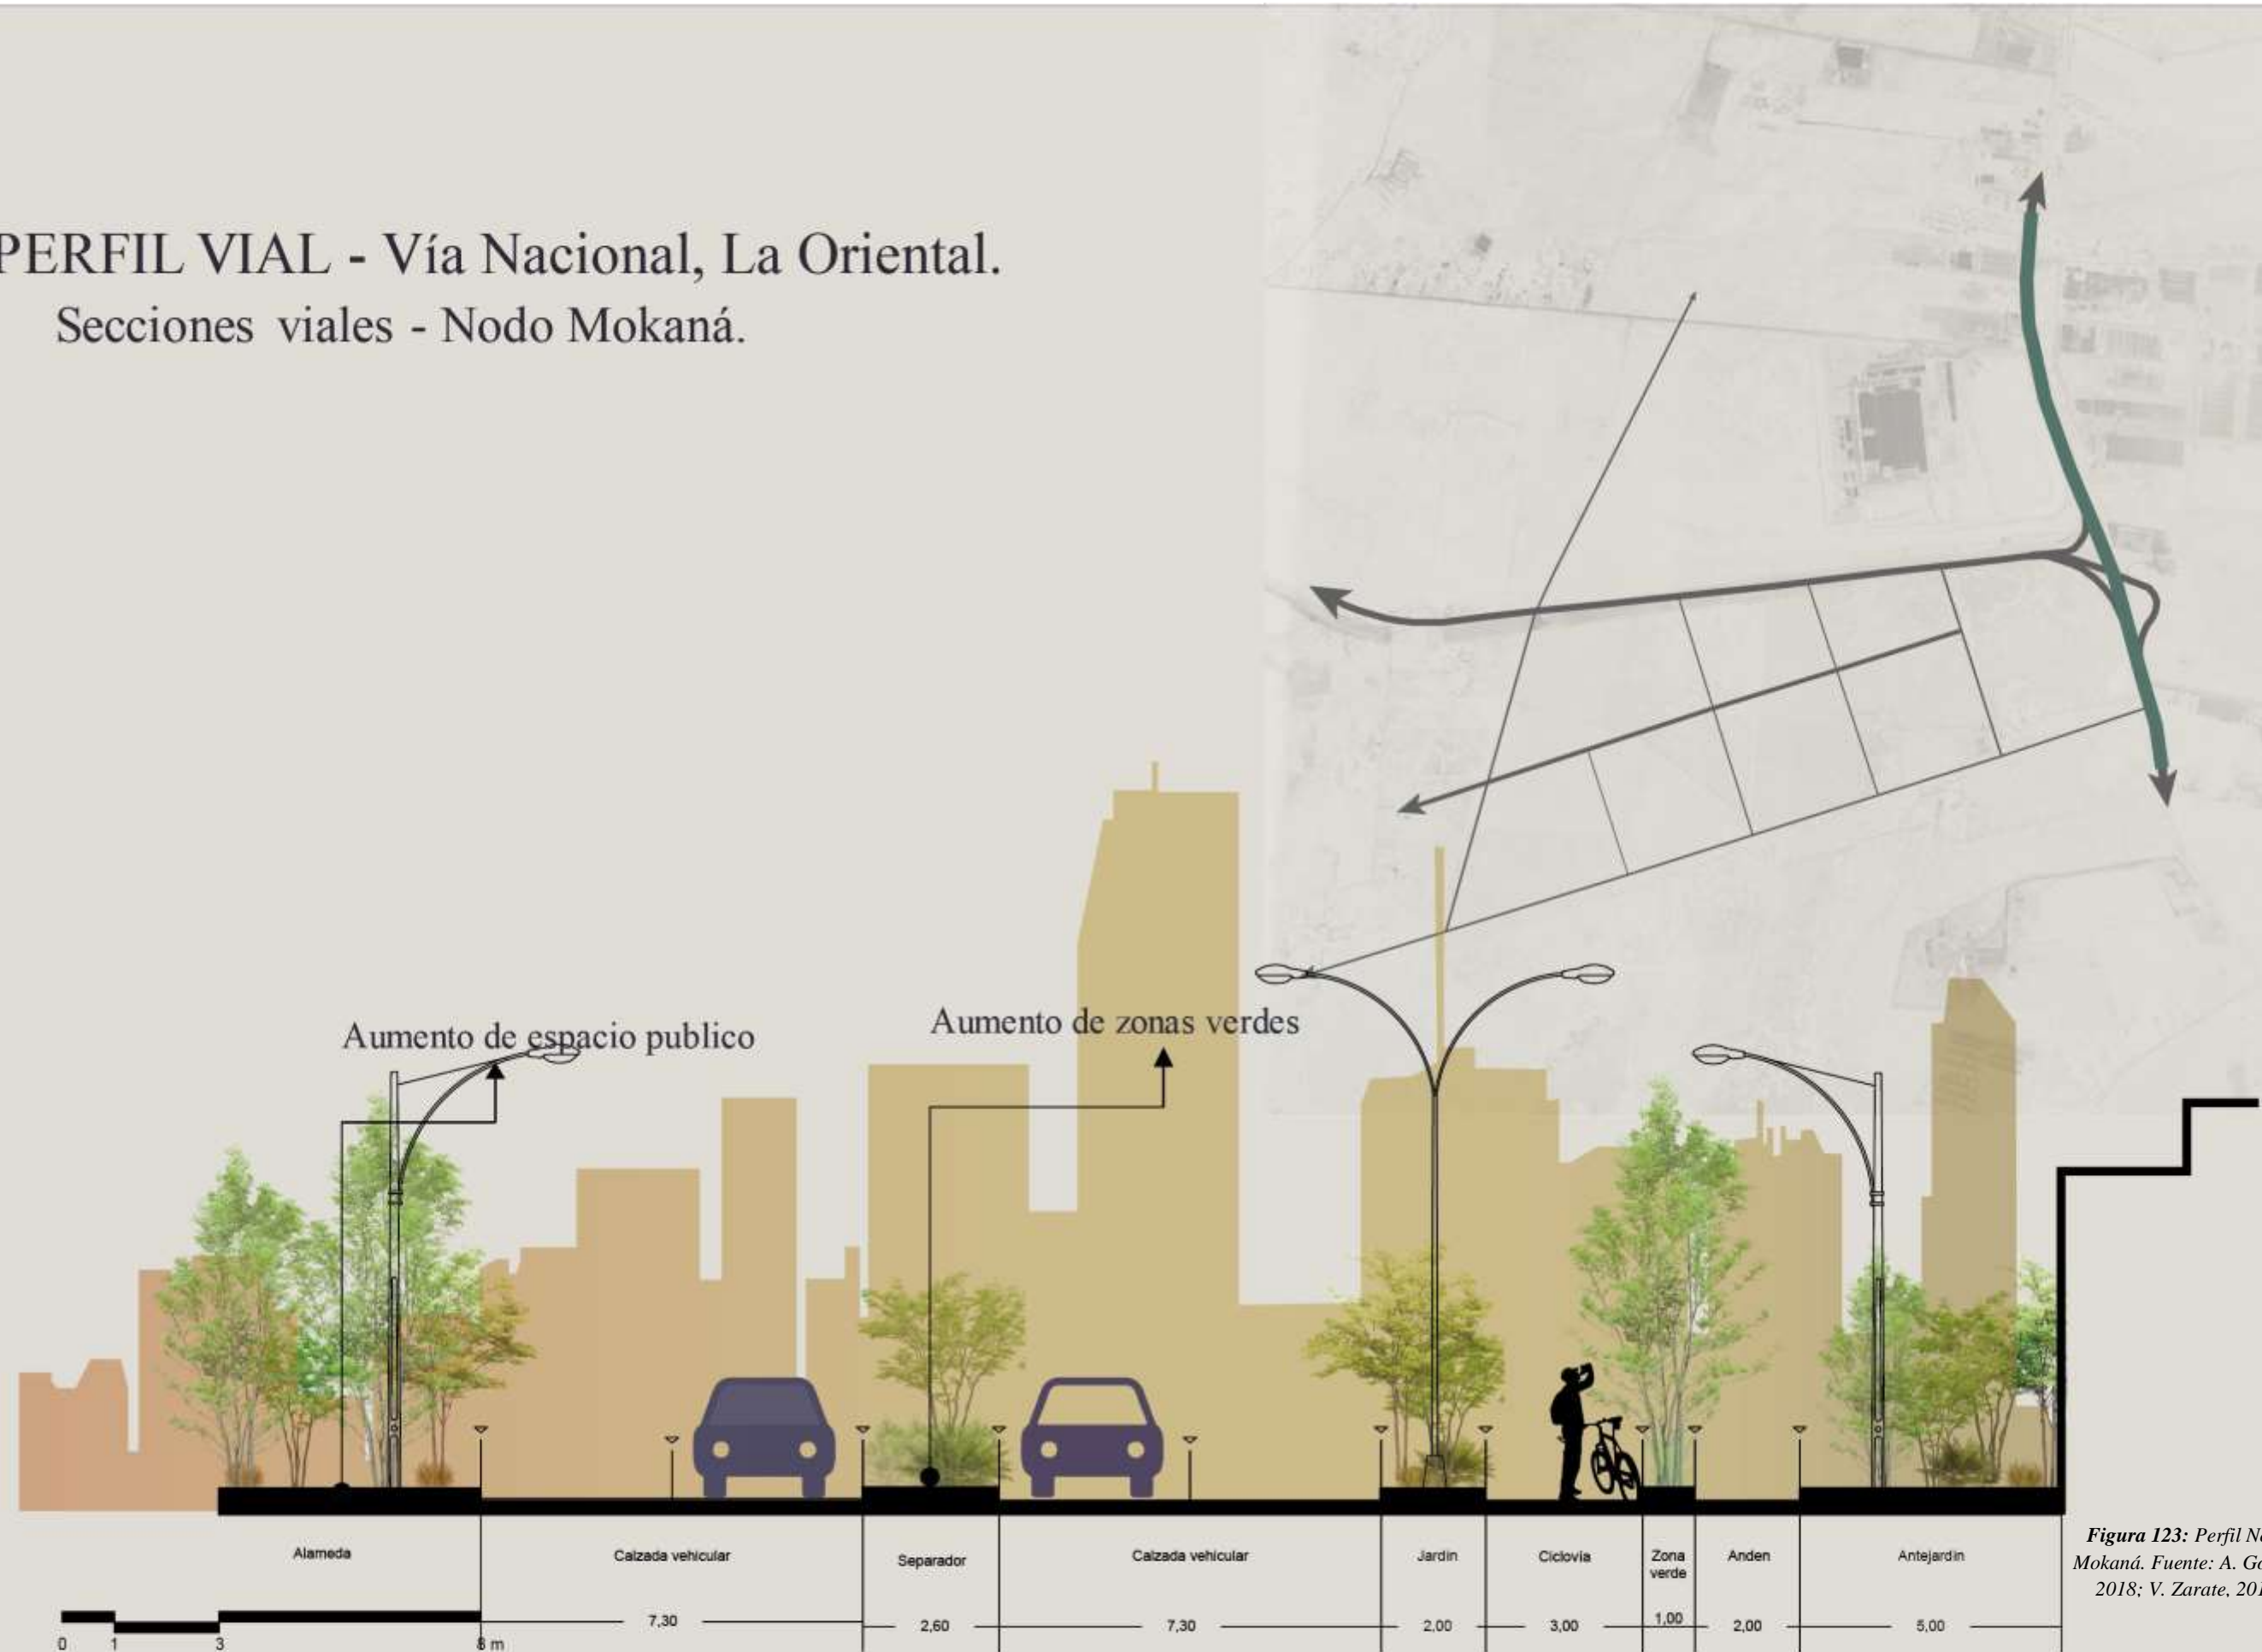 PERFIL VIAL - Vía Nacional, La Oriental.
Secciones viales - Nodo Mokaná.
Aumento de espacio publico
Aumento de zonas verdes
Alameda
Calzada vehicular
Separador
Calzada vehicular
Jardin
Ciclovia
Zona
verde
Anden
Antejardin
7,30
2,60
7,30
2,00
3,00
1,00
2,00
5,00
0 1 3 8 m
Figura 123: Perfil
Mokaná. Fuente: A.
2018; V. Zarate,